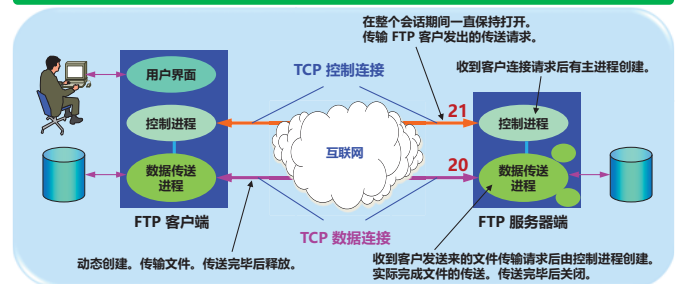 在整个会话期间一直保持打开。
传输 FTP 客户发出的传送请求。
用户界面
TCP 控制连接
收到客户连接请求后有主进程创建。
控制进程
21
控制进程
互联网
数据传送
进程
20
数据传送
进程
FTP 客户端
FTP 服务器端
TCP 数据连接
动态创建。传输文件。传送完毕后释放。
收到客户发送来的文件传输请求后由控制进程创建。
实际完成文件的传送。传送完毕后关闭。